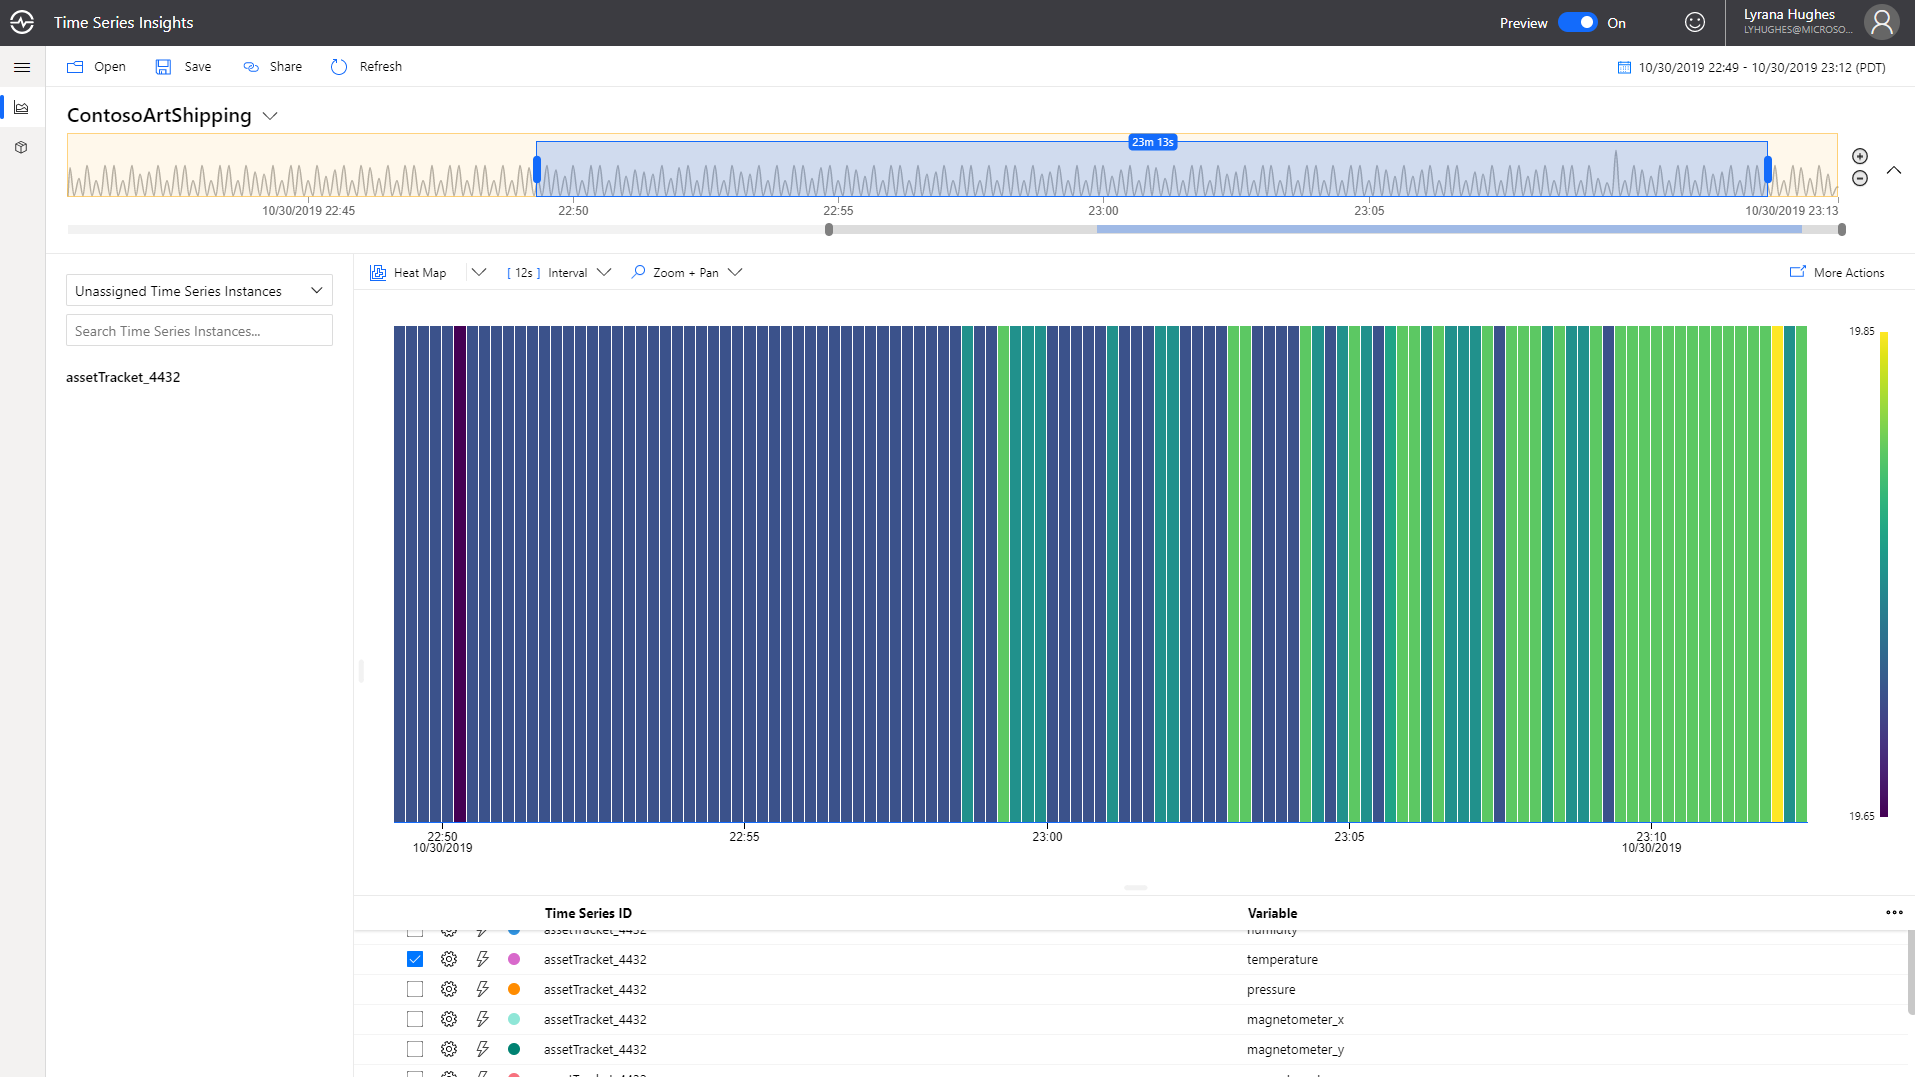 Time Series Insights
Preview On
Lyrana Hughes
LYHUGHES@MICROSO...
Open Save Share Refresh
10/30/2019 22:49 - 10/30/2019 23:12 (PDT)
ContosoArtShipping
23m 13s
10/30/2019 22:45 22:50 22:55 23:00 23:05 10/30/2019 23:13
Unassigned Time Series Instances
Search Time Series Instances...
assetTracket_4432
Heat Map [ 12s ] Interval Zoom + Pan More Actions
19.85
19.65
22:50 22:55 23:00 23:05 23:10
10/30/2019 10/30/2019
Time Series ID Variable
assetTracket_4432 humidity
assetTracket_4432 temperature
assetTracket_4432 pressure
assetTracket_4432 magnetometer_x
assetTracket_4432 magnetometer_y